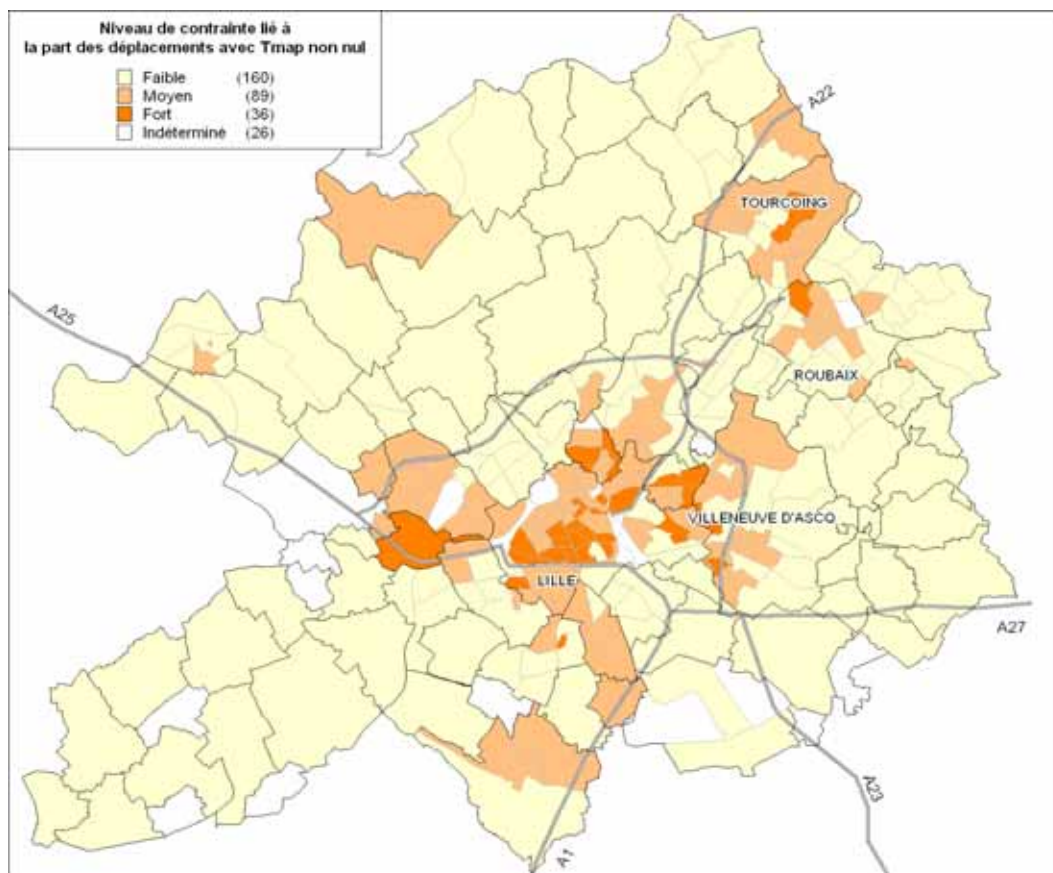 Niveau de contrainte lié à
la part des déplacements avec Tmap non nul
Faible (160)
Moyen (89)
Fort (36)
Indéterminé (26)
A22
TOURCOING
A25
ROUBAIX
VILLENEUVE D'ASCQ
LILLE
A27
A23
A1